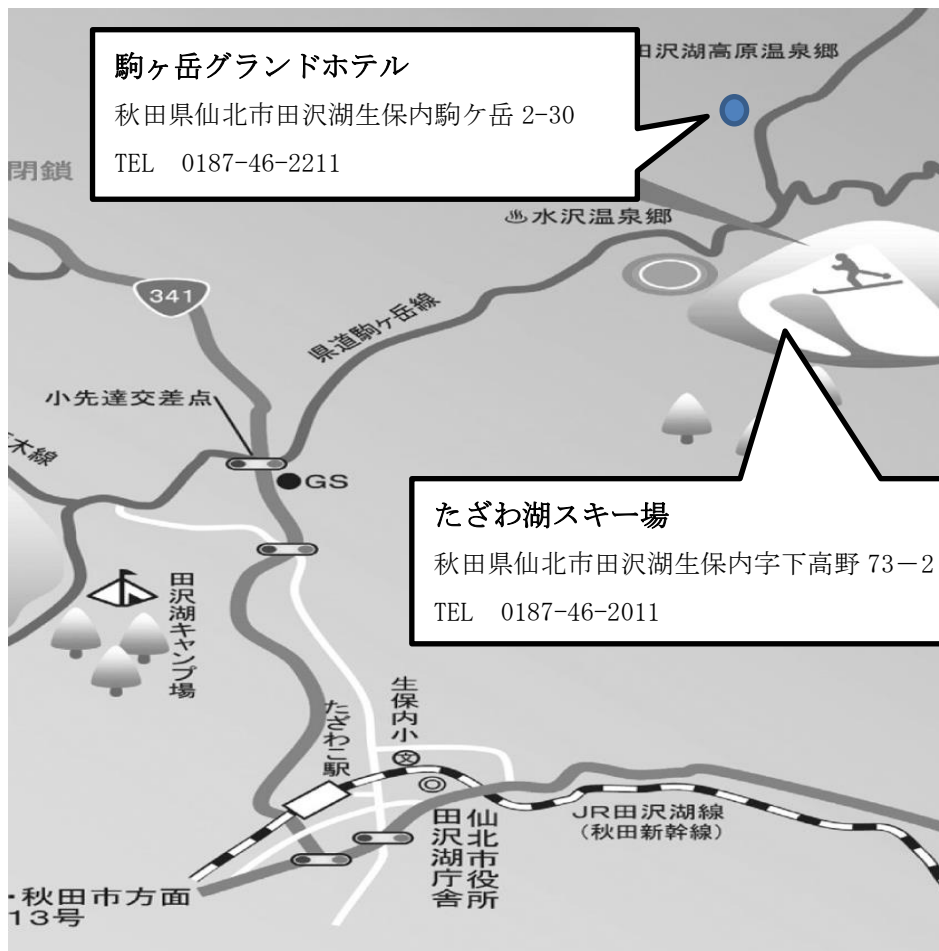 駒ヶ岳グランドホテル
秋田県仙北市田沢湖生保内駒ケ岳 2-30
TEL 0187-46-2211
田沢湖高原温泉郷
閉鎖
水沢温泉郷
341
県道駒ヶ岳線
小先達交差点
木線
GS
たざわ湖スキー場
秋田県仙北市田沢湖生保内字下高野 73－2
TEL 0187-46-2011
田沢湖キャンプ場
たざわこ駅
生保内小
文
仙北市役所
田沢湖庁舎
JR田沢湖線
(秋田新幹線)
・秋田市方面
13号